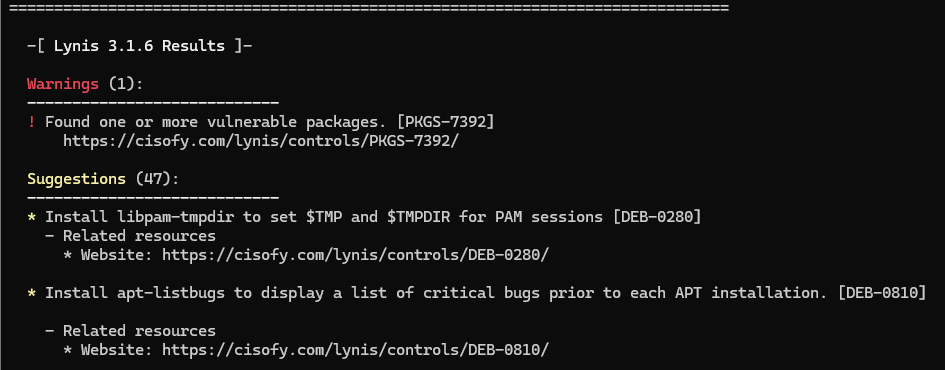 ================================================================================
-[ Lynis 3.1.6 Results ]-
Warnings (1):
----------------------------
! Found one or more vulnerable packages. [PKGS-7392]
https://cisofy.com/lynis/controls/PKGS-7392/
Suggestions (47):
----------------------------
* Install libpam-tmpdir to set $TMP and $TMPDIR for PAM sessions [DEB-0280]
- Related resources
* Website: https://cisofy.com/lynis/controls/DEB-0280/
* Install apt-listbugs to display a list of critical bugs prior to each APT installation. [DEB-0810]
- Related resources
* Website: https://cisofy.com/lynis/controls/DEB-0810/